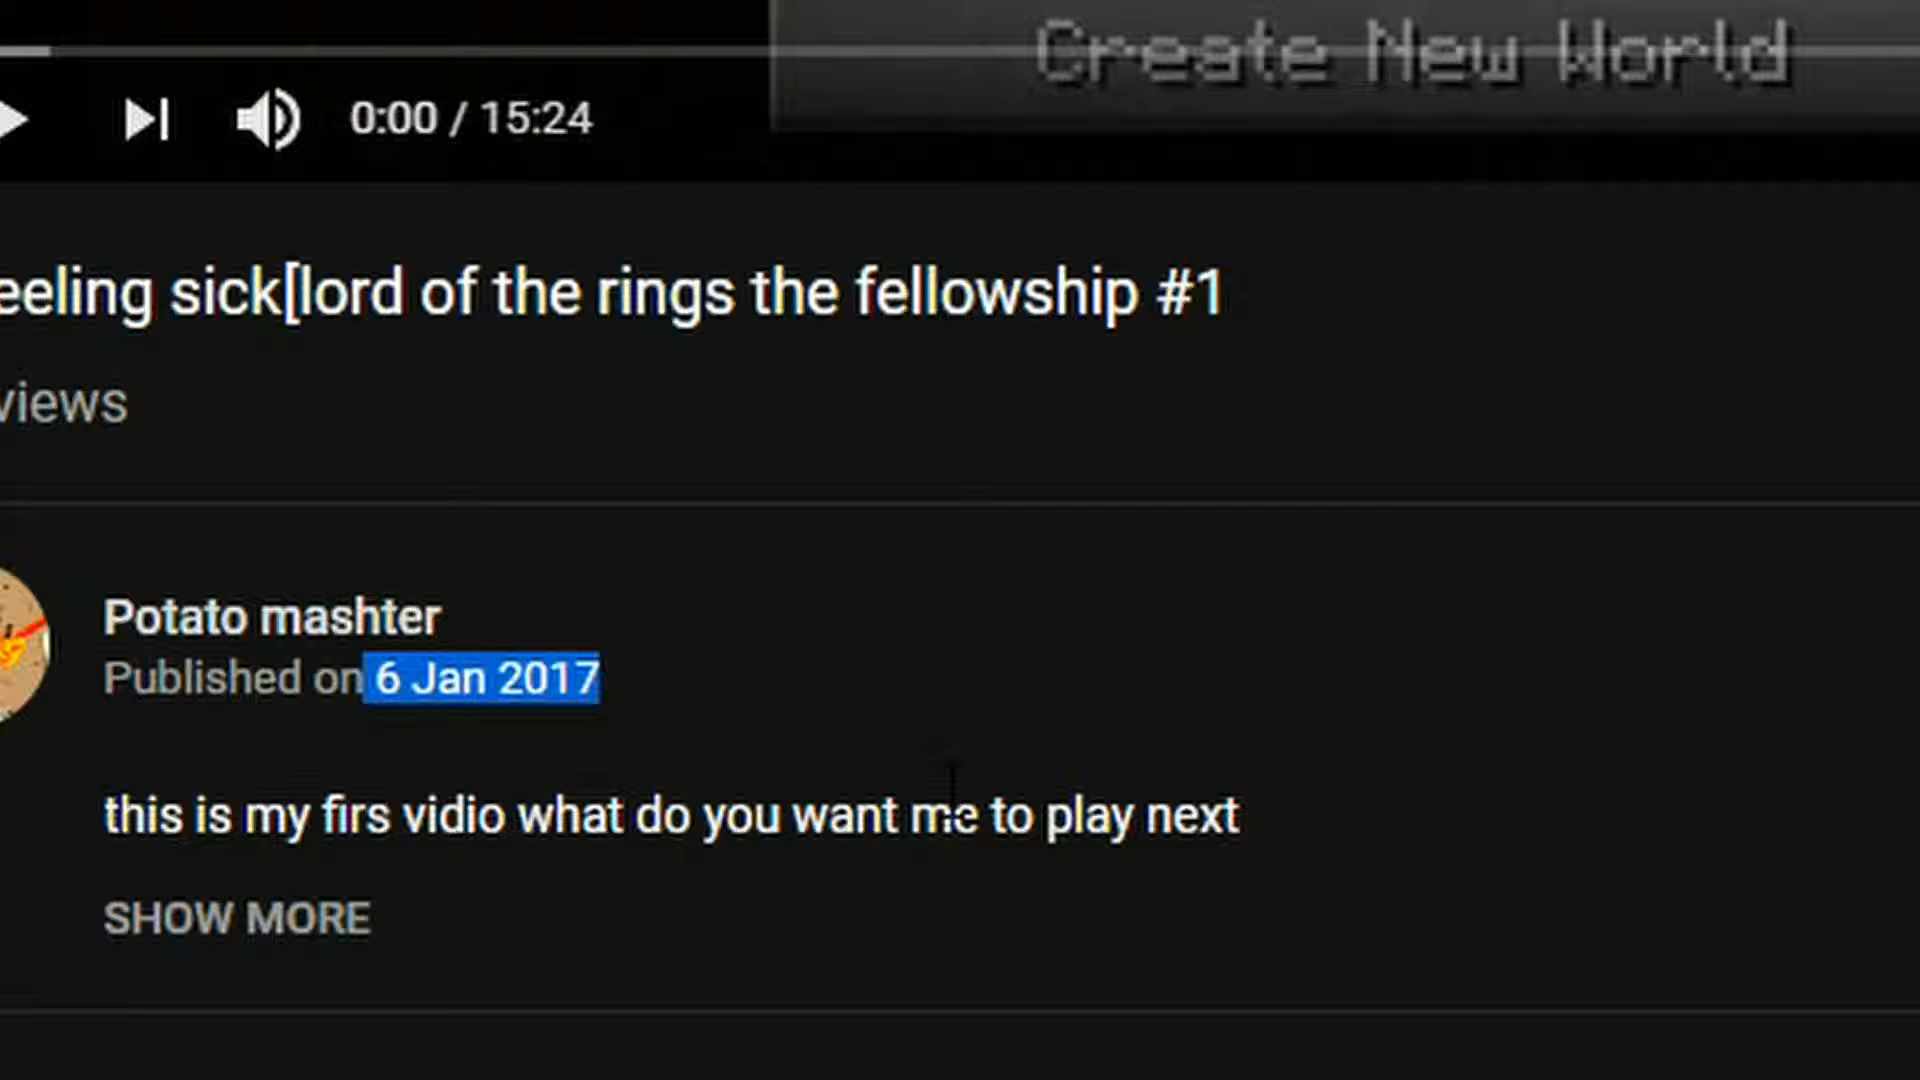 Create New World
0:00 / 15:24
eeling sick[lord of the rings the fellowship #1
views
Potato mashter
Published on 6 Jan 2017
this is my firs vidio what do you want me to play next
SHOW MORE